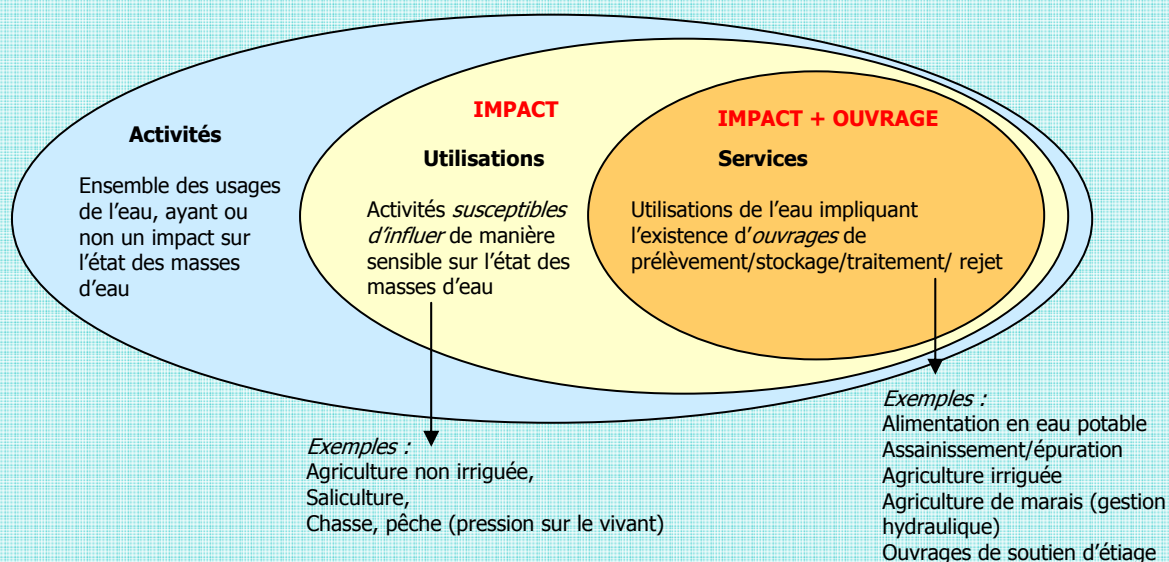 Activités
Ensemble des usages
de l'eau, ayant ou
non un impact sur
l'état des masses
d'eau
IMPACT
Utilisations
Activités susceptibles
d'influer de manière
sensible sur l'état des
masses d'eau
IMPACT + OUVRAGE
Services
Utilisations de l'eau impliquant
l'existence d'ouvrages de
prélèvement/stockage/traitement/ rejet
Exemples :
Agriculture non irriguée,
Saliculture,
Chasse, pêche (pression sur le vivant)
Exemples :
Alimentation en eau potable
Assainissement/épuration
Agriculture irriguée
Agriculture de marais (gestion
hydraulique)
Ouvrages de soutien d'étiage